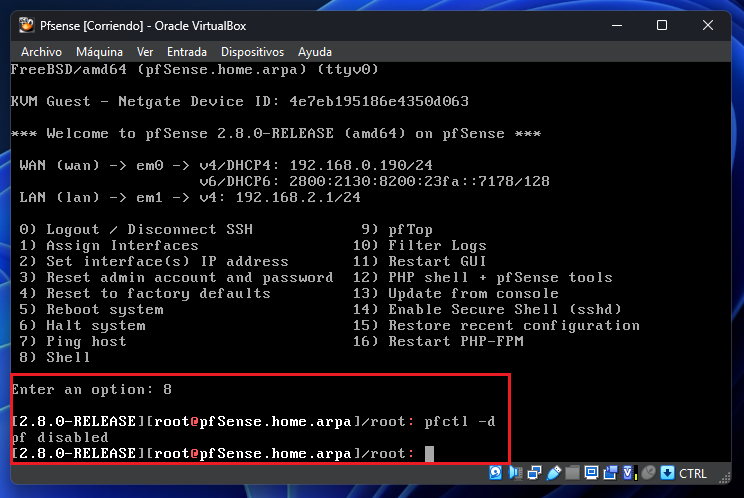 Pfsense [Corriendo] - Oracle VirtualBox
Archivo Máquina Ver Entrada Dispositivos Ayuda
FreeBSD/amd64 (pfSense.home.arpa) (ttyv0)
KVM Guest - Netgate Device ID: 4e7eb195186e4350d063
*** Welcome to pfSense 2.8.0-RELEASE (amd64) on pfSense ***
WAN (wan) -> em0 -> v4/DHCP4: 192.168.0.190/24
v6/DHCP6: 2800:2130:8200:23fa::7178/128
LAN (lan) -> em1 -> v4: 192.168.2.1/24
0) Logout / Disconnect SSH 9) pfTop
1) Assign Interfaces 10) Filter Logs
2) Set interface(s) IP address 11) Restart GUI
3) Reset admin account and password 12) PHP shell + pfSense tools
4) Reset to factory defaults 13) Update from console
5) Reboot system 14) Enable Secure Shell (sshd)
6) Halt system 15) Restore recent configuration
7) Ping host 16) Restart PHP-FPM
8) Shell
Enter an option: 8
[2.8.0-RELEASE][root@pfSense.home.arpa]/root: pfctl -d
pf disabled
[2.8.0-RELEASE][root@pfSense.home.arpa]/root:
CTRL